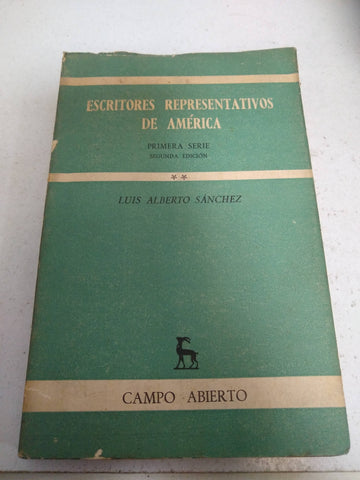 ESCRITORES REPRESENTATIVOS
DE AMÉRICA
PRIMERA SERIE
SEGUNDA EDICIÓN
★ ★
LUIS ALBERTO SÁNCHEZ
CAMPO ABIERTO